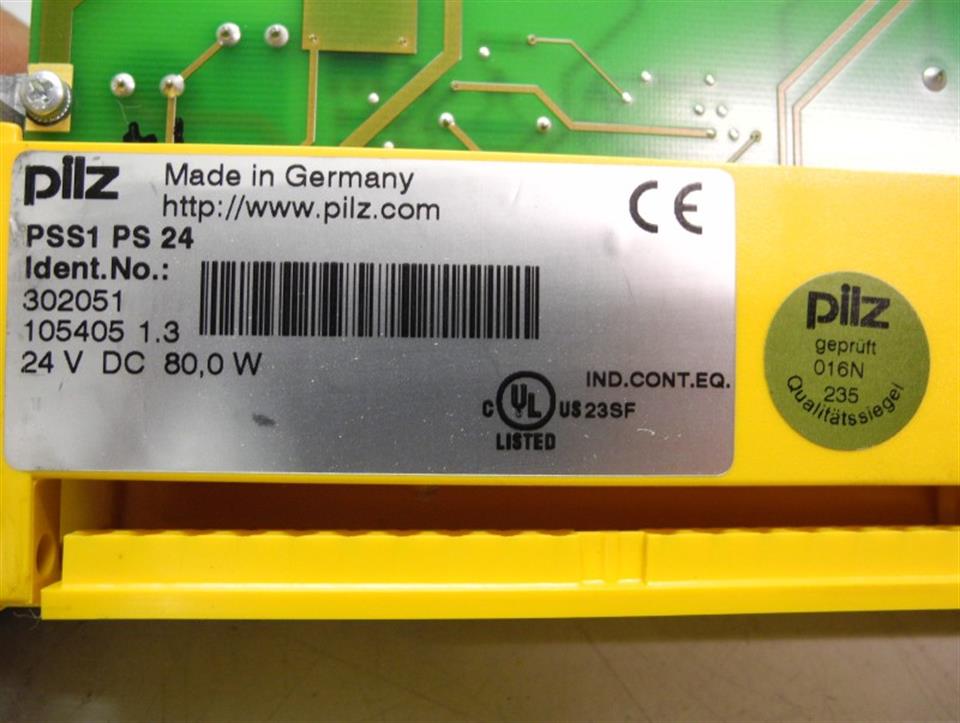 pilz
Made in Germany
http://www.pilz.com
CE
PSS1 PS 24
Ident.No.:
302051
105405 1.3
24 V DC 80,0 W
IND.CONT.EQ.
C UL US 23SF
LISTED
pilz
geprüft
016N
235
Qualitätssiegel